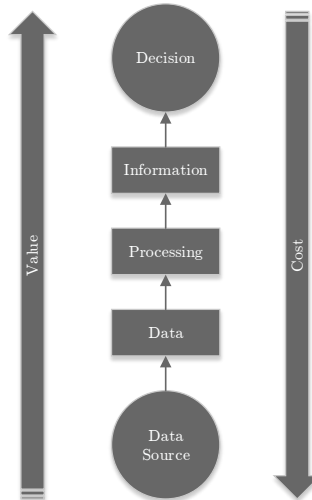 Decision
Information
Processing
Data
Data
Source
Value
Cost